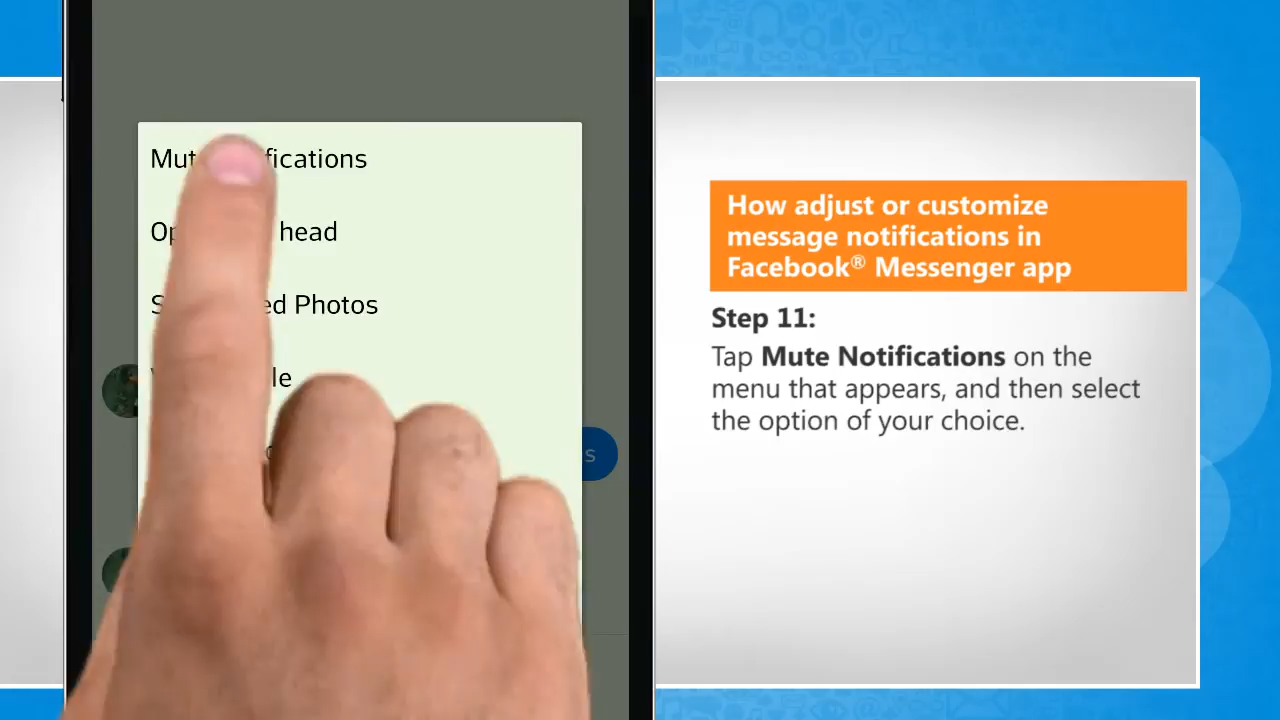 Mut fications
Op head
S ed Photos
le
s
How adjust or customize
message notifications in
Facebook® Messenger app
Step 11:
Tap Mute Notifications on the
menu that appears, and then select
the option of your choice.